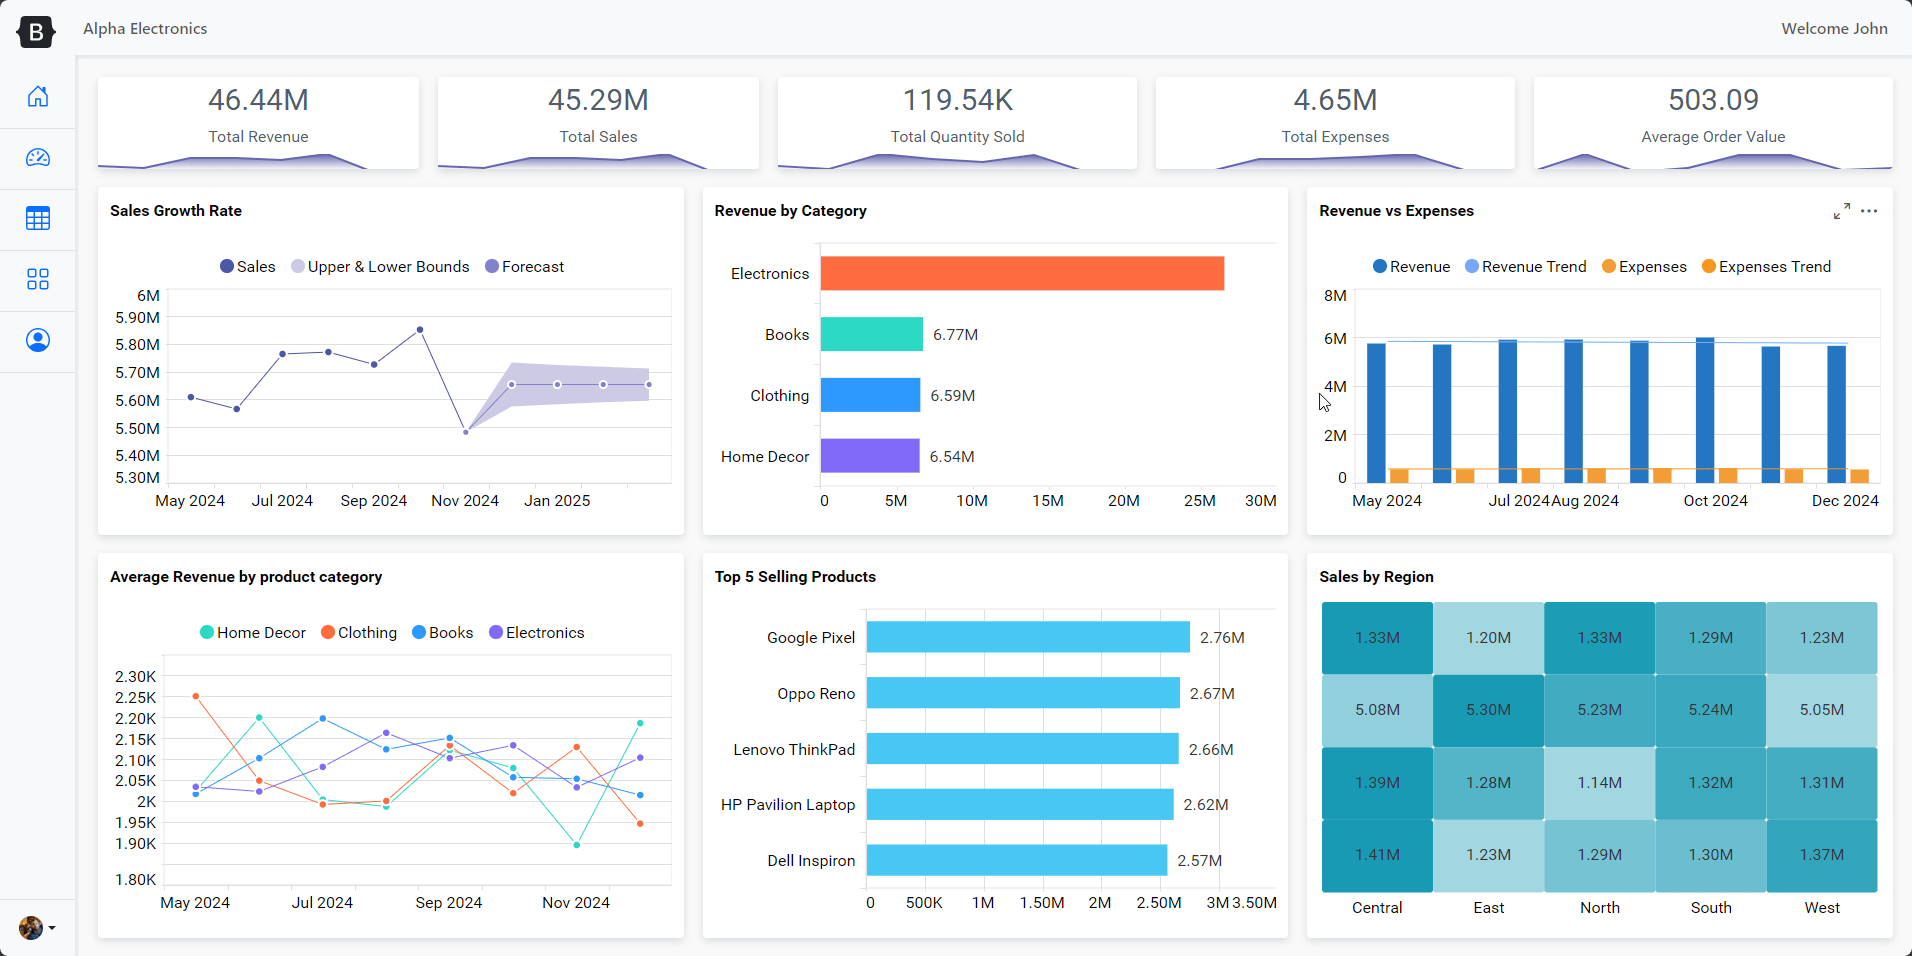 B
Alpha Electronics
Welcome John
46.44M
Total Revenue
45.29M
Total Sales
119.54K
Total Quantity Sold
4.65M
Total Expenses
503.09
Average Order Value
Sales Growth Rate
Sales
Upper & Lower Bounds
Forecast
6M
5.90M
5.80M
5.70M
5.60M
5.50M
5.40M
5.30M
May 2024
Jul 2024
Sep 2024
Nov 2024
Jan 2025
Revenue by Category
Electronics
Books
6.77M
Clothing
6.59M
Home Decor
6.54M
0
5M
10M
15M
20M
25M
30M
Revenue vs Expenses
Revenue
Revenue Trend
Expenses
Expenses Trend
8M
6M
4M
2M
0
May 2024
Jul 2024
Aug 2024
Oct 2024
Dec 2024
Average Revenue by product category
Home Decor
Clothing
Books
Electronics
2.30K
2.25K
2.20K
2.15K
2.10K
2.05K
2K
1.95K
1.90K
1.80K
May 2024
Jul 2024
Sep 2024
Nov 2024
Top 5 Selling Products
Google Pixel
2.76M
Oppo Reno
2.67M
Lenovo ThinkPad
2.66M
HP Pavilion Laptop
2.62M
Dell Inspiron
2.57M
0
500K
1M
1.50M
2M
2.50M
3M
3.50M
Sales by Region
1.33M
1.20M
1.33M
1.29M
1.23M
5.08M
5.30M
5.23M
5.24M
5.05M
1.39M
1.28M
1.14M
1.32M
1.31M
1.41M
1.23M
1.29M
1.30M
1.37M
Central
East
North
South
West